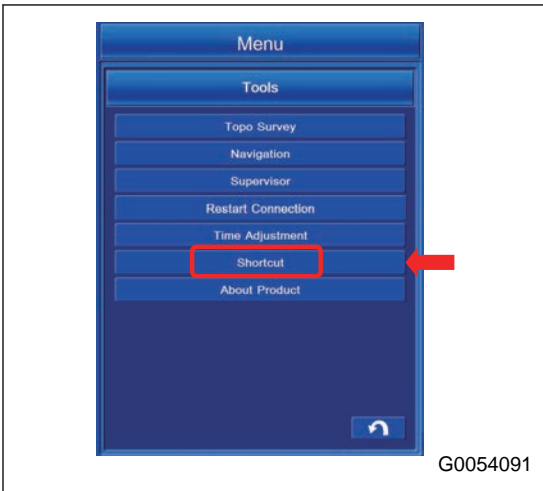 Menu
Tools
Topo Survey
Navigation
Supervisor
Restart Connection
Time Adjustment
Shortcut
About Product
G0054091